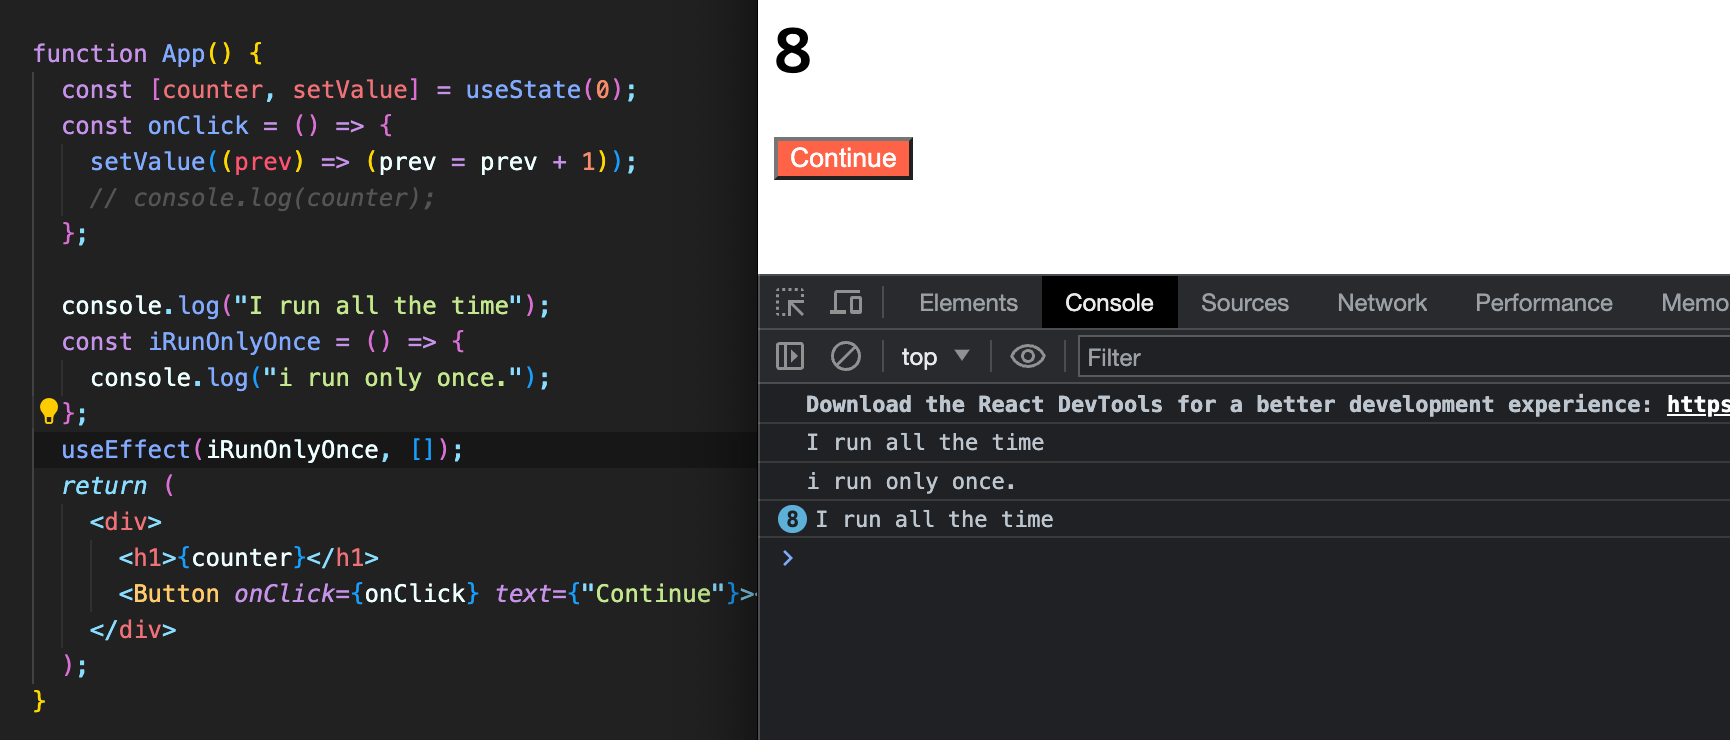 function App() {
const [counter, setValue] = useState(0);
const onClick = () => {
setValue((prev) => (prev = prev + 1));
// console.log(counter);
};
console.log("I run all the time");
const iRunOnlyOnce = () => {
console.log("i run only once.");
};
useEffect(iRunOnlyOnce, []);
return (
<div>
<h1>{counter}</h1>
<Button onClick={onClick} text={"Continue"}>
</div>
);
}
8
Continue
Elements Console Sources Network Performance Memo
top Filter
Download the React DevTools for a better development experience: https
I run all the time
i run only once.
8 I run all the time
>